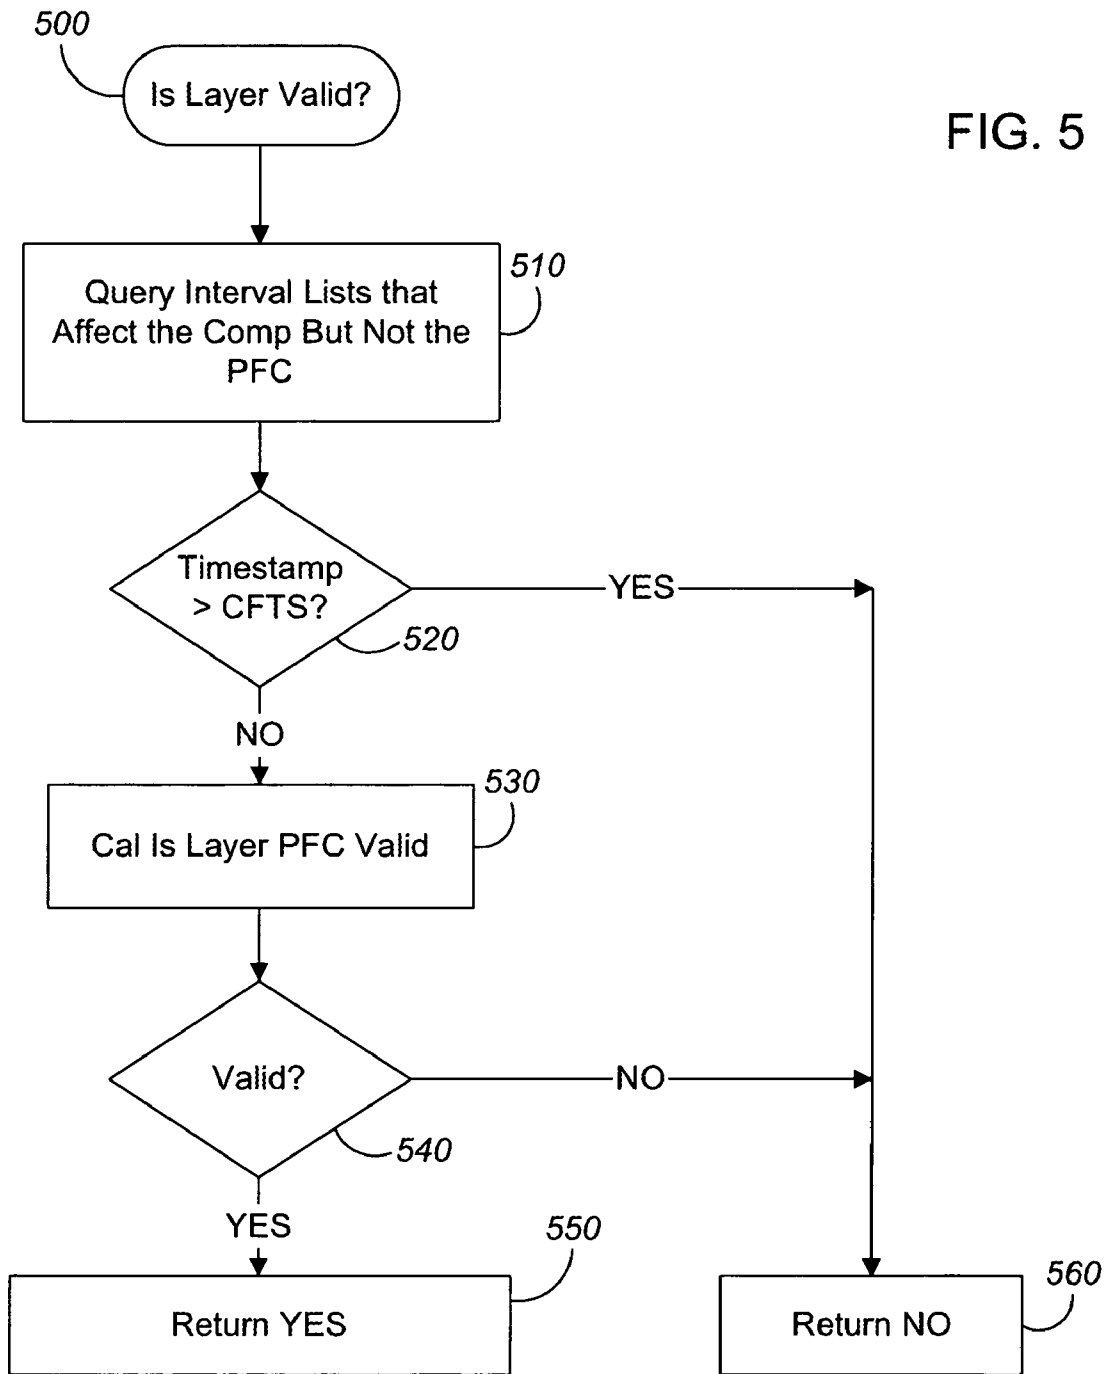 500
Is Layer Valid?
FIG. 5
510
Query Interval Lists that
Affect the Comp But Not the
PFC
Timestamp
> CFTS?
YES
520
NO
530
Cal Is Layer PFC Valid
Valid?
NO
540
YES
550
Return YES
560
Return NO